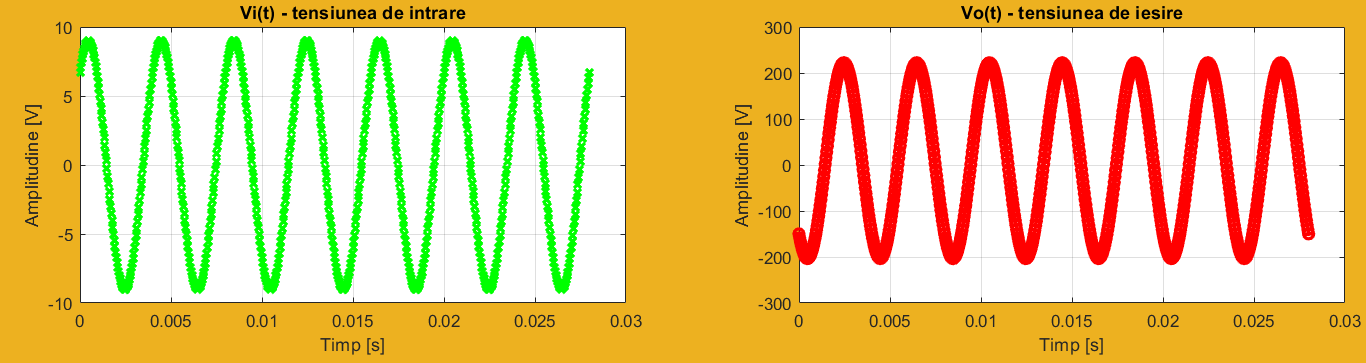 Vi(t) - tensiunea de intrare
Amplitudine [V]
10
5
0
-5
-10
0 0.005 0.01 0.015 0.02 0.025 0.03
Timp [s]
Vo(t) - tensiunea de iesire
Amplitudine [V]
300
200
100
0
-100
-200
-300
0 0.005 0.01 0.015 0.02 0.025 0.03
Timp [s]